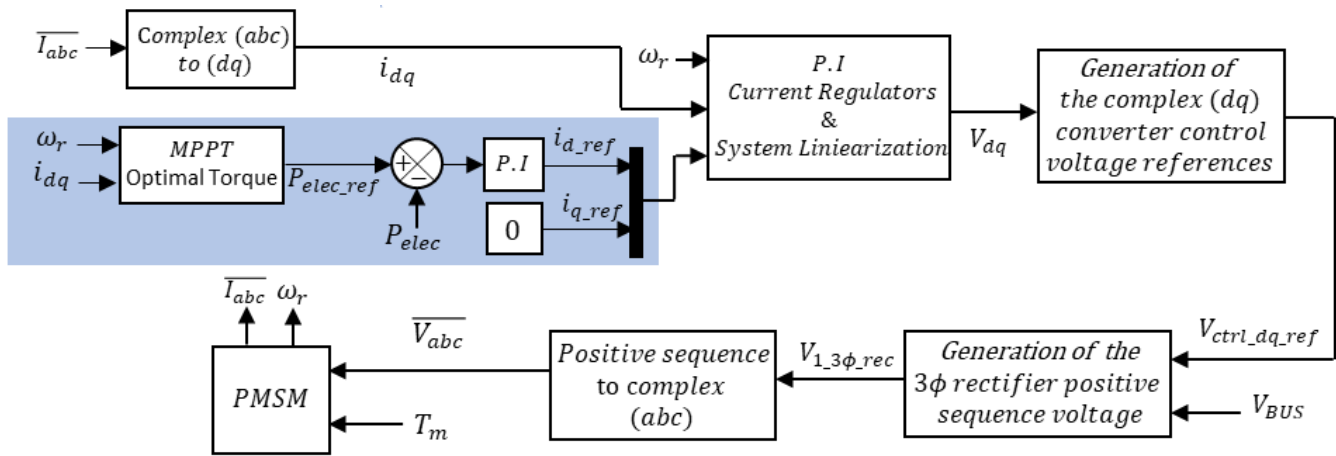 I_abc
Complex (abc)
to (dq)
i_dq
ω_r
P.I
Current Regulators
&
System Liniearization
V_dq
Generation of
the complex (dq)
converter control
voltage references
ω_r
i_dq
MPPT
Optimal Torque
P_elec_ref
+
−
P_elec
P.I
0
i_d_ref
i_q_ref
I_abc ω_r
PMSM
V_abc
T_m
Positive sequence
to complex
(abc)
V_1_3ϕ_rec
Generation of the
3ϕ rectifier positive
sequence voltage
V_ctrl_dq_ref
V_BUS